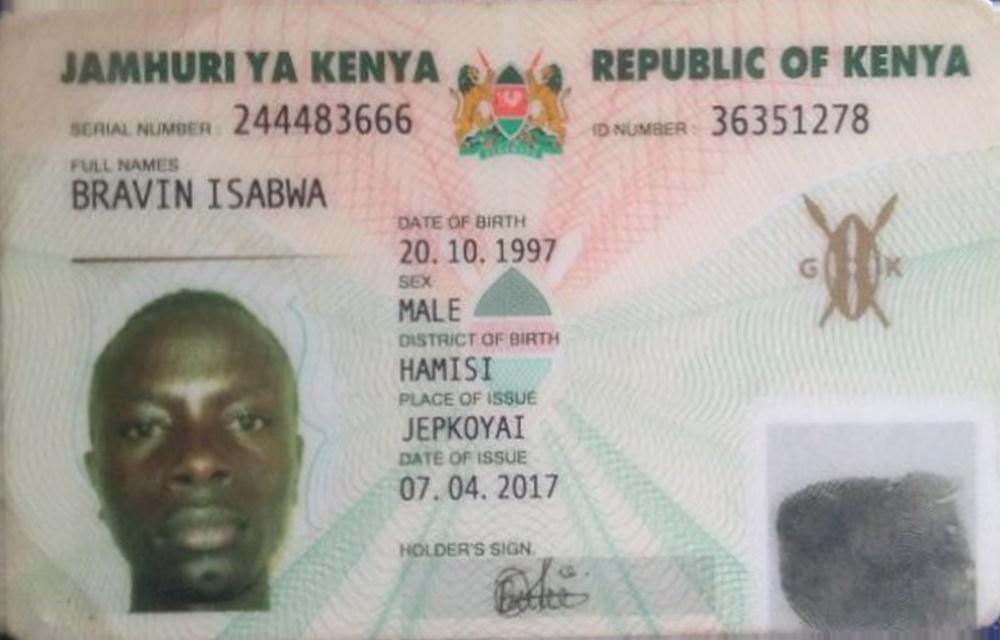 JAMHURI YA KENYA
REPUBLIC OF KENYA
SERIAL NUMBER : 244483666
ID NUMBER : 36351278
FULL NAMES
BRAVIN ISABWA
DATE OF BIRTH
20. 10. 1997
SEX
MALE
DISTRICT OF BIRTH
HAMISI
PLACE OF ISSUE
JEPKOYAI
DATE OF ISSUE
07. 04. 2017
HOLDER'S SIGN.
G K